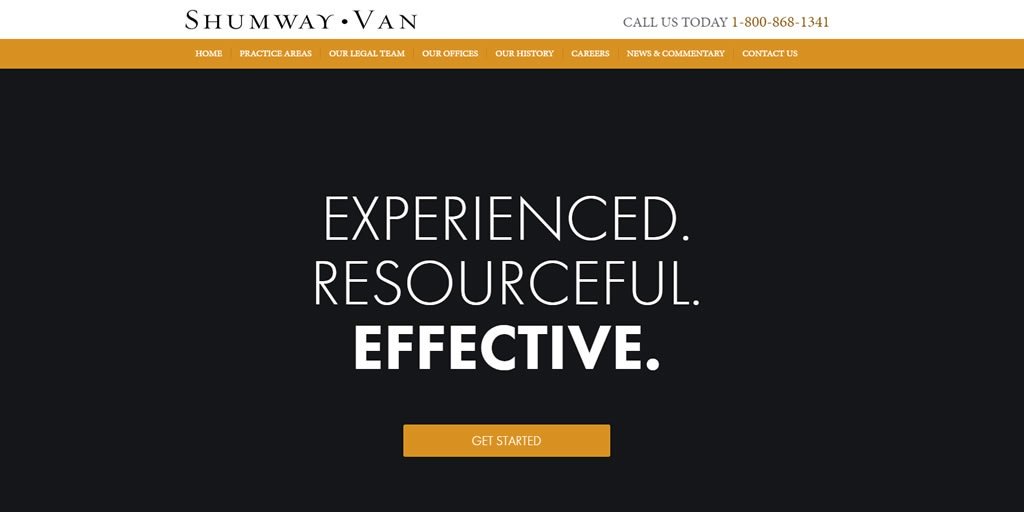 SHUMWAY • VAN
CALL US TODAY 1-800-868-1341
HOME PRACTICE AREAS OUR LEGAL TEAM OUR OFFICES OUR HISTORY CAREERS NEWS & COMMENTARY CONTACT US
EXPERIENCED.
RESOURCEFUL.
EFFECTIVE.
GET STARTED